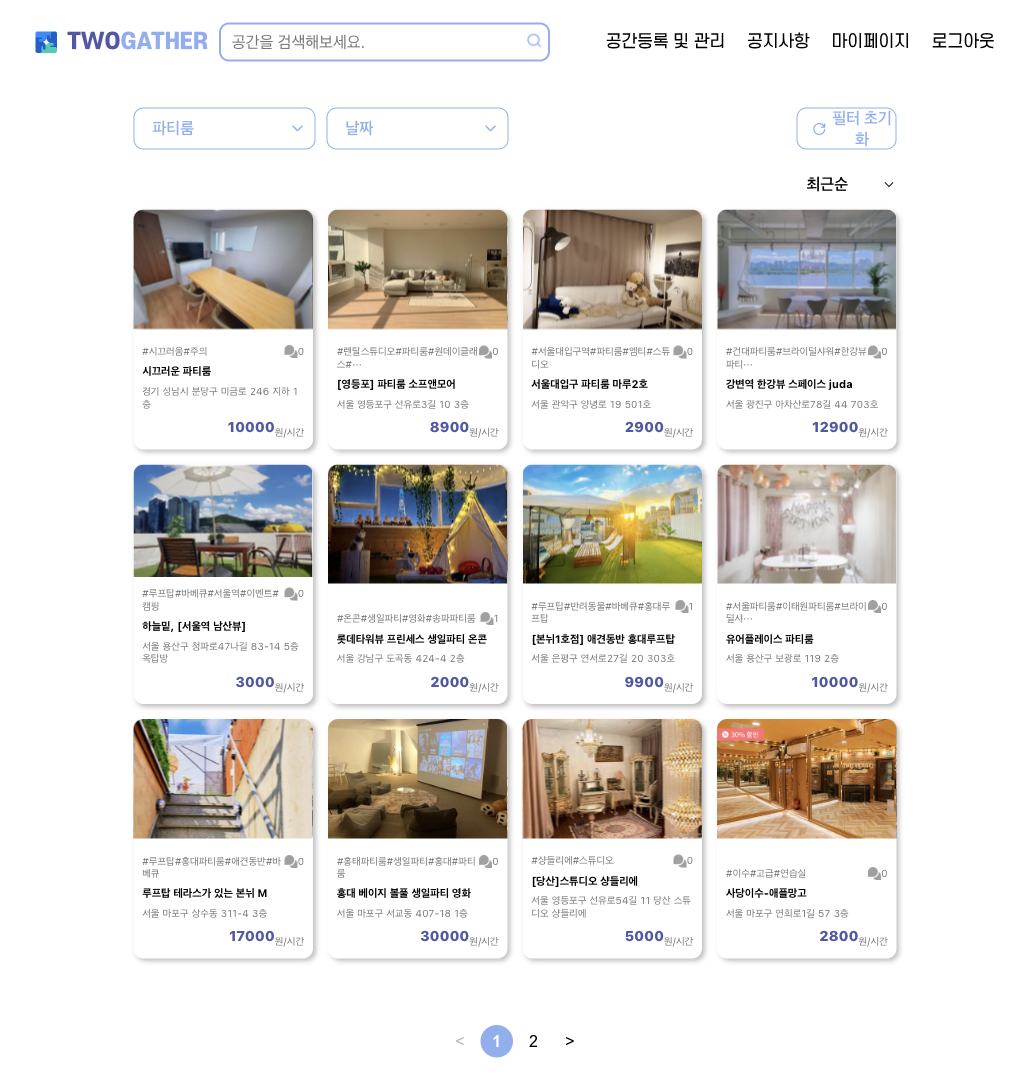 TWOGATHER
공간을 검색해보세요.
공간등록 및 관리
공지사항
마이페이지
로그아웃
파티룸
날짜
필터 초기
화
최근순
#시끄러움#주의
0
시끄러운 파티룸
경기 성남시 분당구 미금로 246 지하 1
층
10000원/시간
#렌탈스튜디오#파티룸#원데이클래
스#…
0
[영등포] 파티룸 소프앤모어
서울 영등포구 선유로3길 10 3층
8900원/시간
#서울대입구역#파티룸#엠티#스튜
디오
0
서울대입구 파티룸 마루2호
서울 관악구 양녕로 19 501호
2900원/시간
#건대파티룸#브라이덜샤워#한강뷰
파티…
0
강변역 한강뷰 스페이스 juda
서울 광진구 아차산로78길 44 703호
12900원/시간
#루프탑#바베큐#서울역#이벤트#
캠핑
0
하늘밑, [서울역 남산뷰]
서울 용산구 청파로47나길 83-14 5층
옥탑방
3000원/시간
#온콘#생일파티#영화#송파파티룸
1
롯데타워뷰 프린세스 생일파티 온콘
서울 강남구 도곡동 424-4 2층
2000원/시간
#루프탑#반려동물#바베큐#홍대루
프탑
1
[본뉘1호점] 애견동반 홍대루프탑
서울 은평구 연서로27길 20 303호
9900원/시간
#서울파티룸#이태원파티룸#브라이
덜샤…
0
유어플레이스 파티룸
서울 용산구 보광로 119 2층
10000원/시간
#루프탑#홍대파티룸#애견동반#바
베큐
0
루프탑 테라스가 있는 본뉘 M
서울 마포구 상수동 311-4 3층
17000원/시간
#홍태파티룸#생일파티#홍대#파티
룸
0
홍대 베이지 볼풀 생일파티 영화
서울 마포구 서교동 407-18 1층
30000원/시간
#샹들리에#스튜디오
0
[당산]스튜디오 샹들리에
서울 영등포구 선유로54길 11 당산 스튜
디오 샹들리에
5000원/시간
30% 할인
#이수#고급#연습실
0
사당이수-애플망고
서울 마포구 연희로1길 57 3층
2800원/시간
< 1 2 >